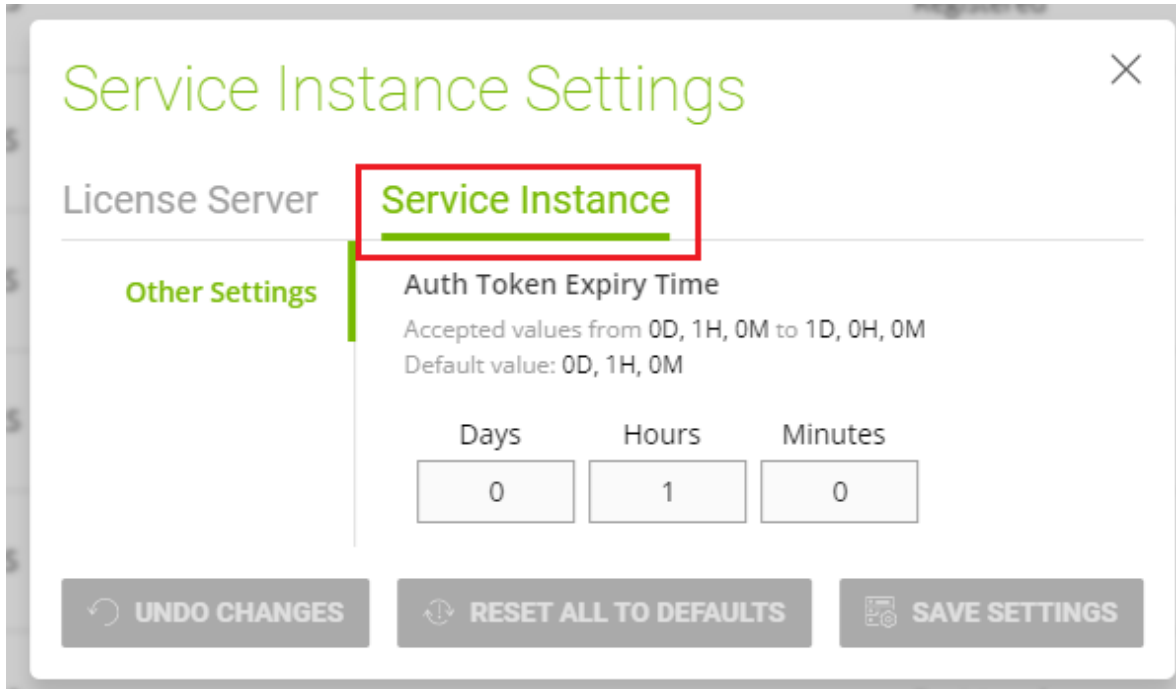 Registered
Service Instance Settings
License Server
Service Instance
Other Settings
Auth Token Expiry Time
Accepted values from 0D, 1H, 0M to 1D, 0H, 0M
Default value: 0D, 1H, 0M
Days Hours Minutes
0 1 0
UNDO CHANGES
RESET ALL TO DEFAULTS
SAVE SETTINGS